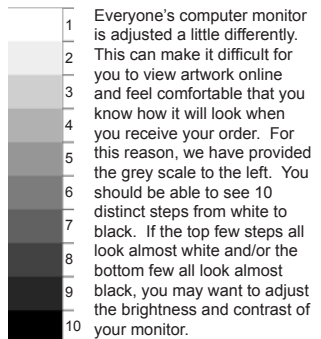 1
2
3
4
5
6
7
8
9
10
Everyone's computer monitor
is adjusted a little differently.
This can make it difficult for
you to view artwork online
and feel comfortable that you
know how it will look when
you receive your order.  For
this reason, we have provided
the grey scale to the left.  You
should be able to see 10
distinct steps from white to
black.  If the top few steps all
look almost white and/or the
bottom few all look almost
black, you may want to adjust
the brightness and contrast of
your monitor.